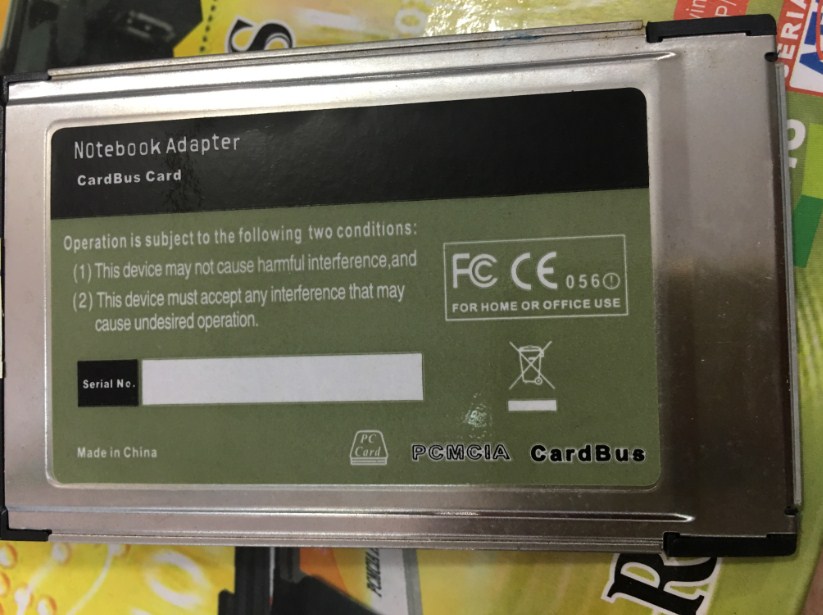 N0tebook Adapter
CardBus Card
Operation is subject to the following two conditions:
(1) This device may not cause harmful interference,and
(2) This device must accept any interference that may
cause undesired operation.
FC CE 056
FOR HOME OR OFFICE USE
Serial No.
Made in China
PC
Card
PCMCIA CardBus